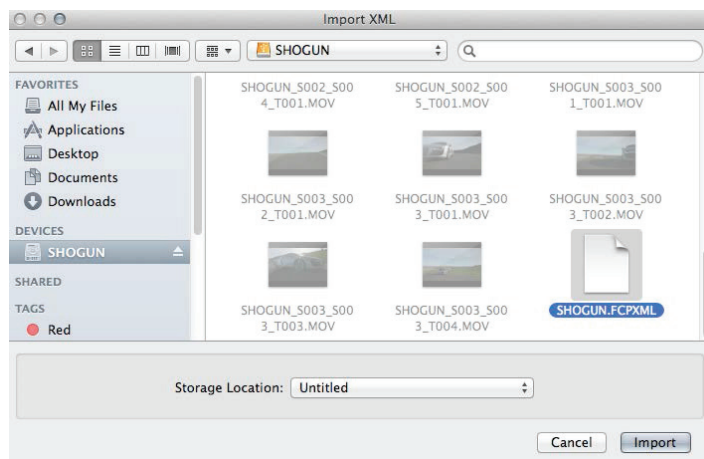 Import XML
SHOGUN
FAVORITES
All My Files
Applications
Desktop
Documents
Downloads
DEVICES
SHOGUN
SHARED
TAGS
Red
SHOGUN_S002_S00
4_T001.MOV
SHOGUN_S002_S00
5_T001.MOV
SHOGUN_S003_S00
1_T001.MOV
SHOGUN_S003_S00
2_T001.MOV
SHOGUN_S003_S00
3_T001.MOV
SHOGUN_S003_S00
3_T002.MOV
SHOGUN_S003_S00
3_T003.MOV
SHOGUN_S003_S00
3_T004.MOV
SHOGUN.FCPXML
Storage Location: Untitled
Cancel
Import